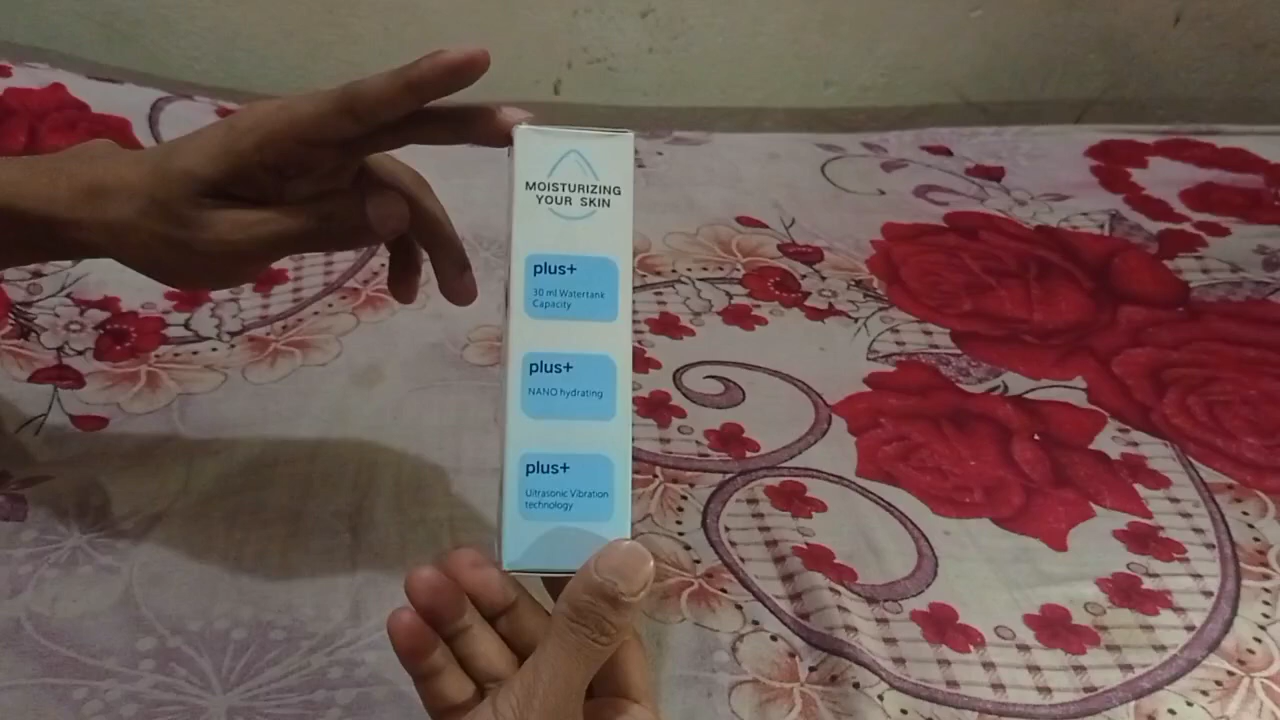 MOISTURIZING
YOUR SKIN
plus+
30 ml Watertank
Capacity
plus+
NANO hydrating
plus+
Ultrasonic Vibration
technology